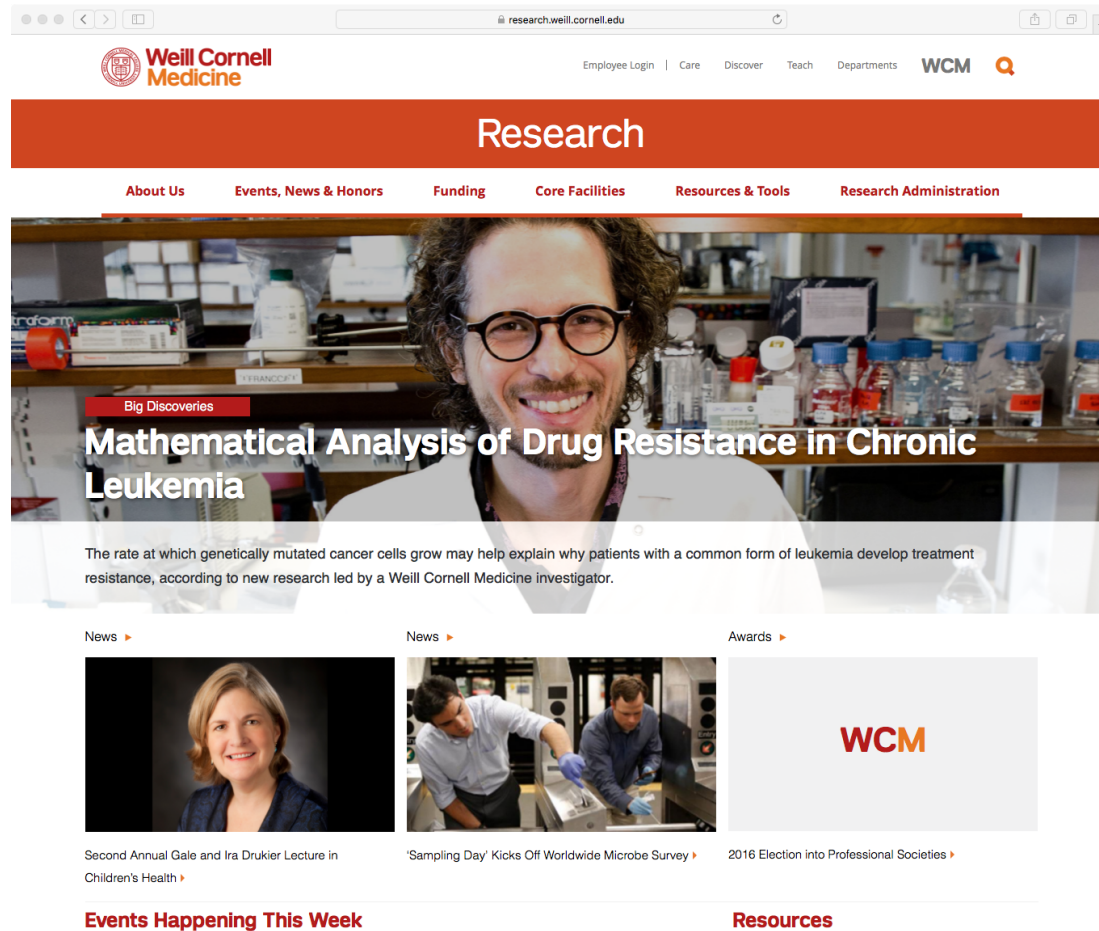 research.weill.cornell.edu
Weill Cornell
Medicine
Employee Login | Care Discover Teach Departments WCM
Research
About Us Events, News & Honors Funding Core Facilities Resources & Tools Research Administration
Big Discoveries
Mathematical Analysis of Drug Resistance in Chronic
Leukemia
The rate at which genetically mutated cancer cells grow may help explain why patients with a common form of leukemia develop treatment
resistance, according to new research led by a Weill Cornell Medicine investigator.
News News Awards
WCM
Second Annual Gale and Ira Drukier Lecture in
Children's Health
'Sampling Day' Kicks Off Worldwide Microbe Survey
2016 Election into Professional Societies
Events Happening This Week Resources